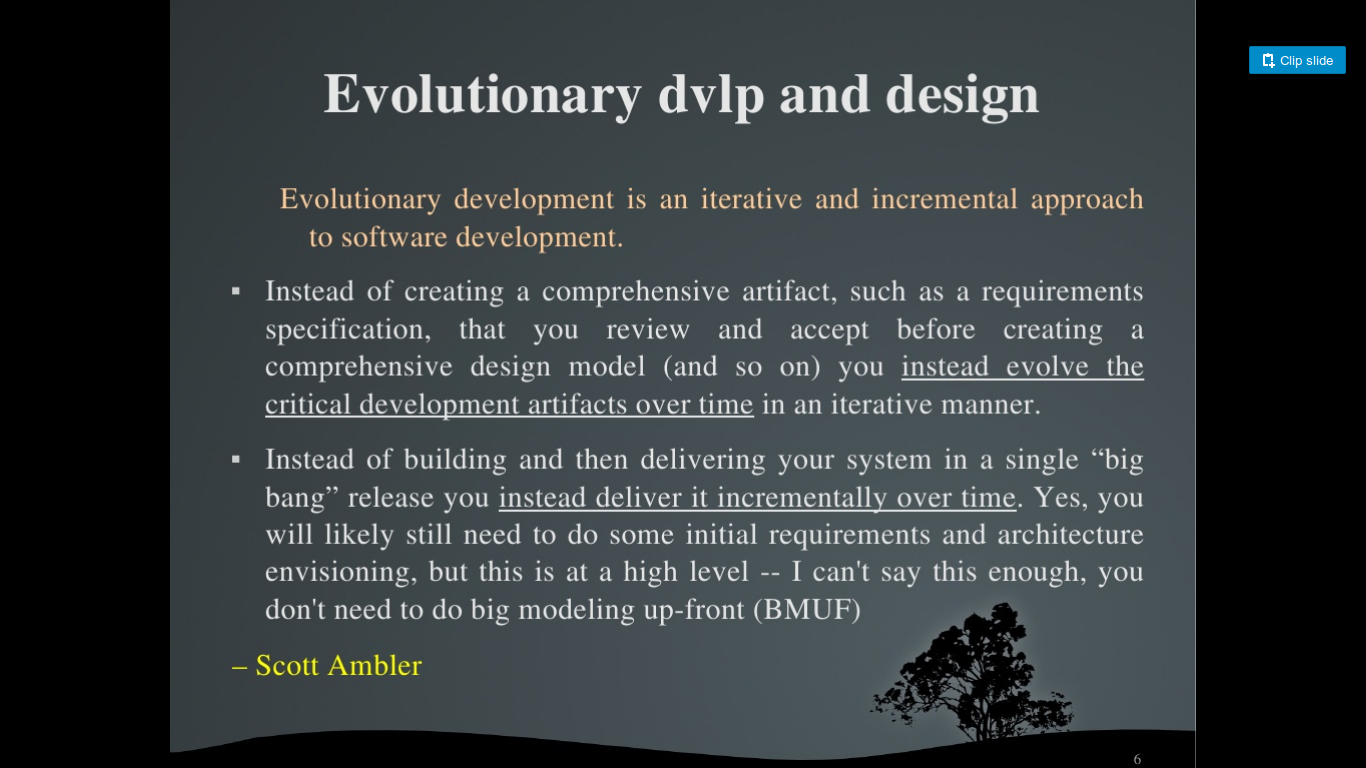 Clip slide
Evolutionary dvlp and design
Evolutionary development is an iterative and incremental approach
to software development.
▪ Instead of creating a comprehensive artifact, such as a requirements
specification, that you review and accept before creating a
comprehensive design model (and so on) you instead evolve the
critical development artifacts over time in an iterative manner.
▪ Instead of building and then delivering your system in a single “big
bang” release you instead deliver it incrementally over time. Yes, you
will likely still need to do some initial requirements and architecture
envisioning, but this is at a high level -- I can't say this enough, you
don't need to do big modeling up-front (BMUF)
– Scott Ambler
6